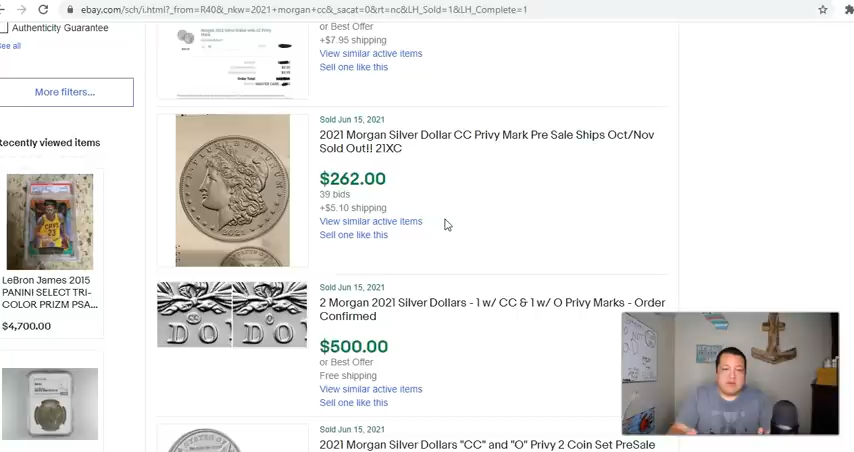 ebay.com/sch/i.html?_from=R40&_nkw=2021+morgan+cc&_sacat=0&rt=nc&LH_Sold=1&LH_Complete=1
Authenticity Guarantee
see all
More filters...
Recently viewed items
LeBron James 2015
PANINI SELECT TRI-
COLOR PRIZM PSA...
$4,700.00
or Best Offer
+$7.95 shipping
View similar active items
Sell one like this
Sold Jun 15, 2021
2021 Morgan Silver Dollar CC Privy Mark Pre Sale Ships Oct/Nov
Sold Out!! 21XC
$262.00
39 bids
+$5.10 shipping
View similar active items
Sell one like this
Sold Jun 15, 2021
2 Morgan 2021 Silver Dollars - 1 w/ CC & 1 w/ O Privy Marks - Order
Confirmed
$500.00
or Best Offer
Free shipping
View similar active items
Sell one like this
Sold Jun 15, 2021
2021 Morgan Silver Dollars "CC" and "O" Privy 2 Coin Set PreSale